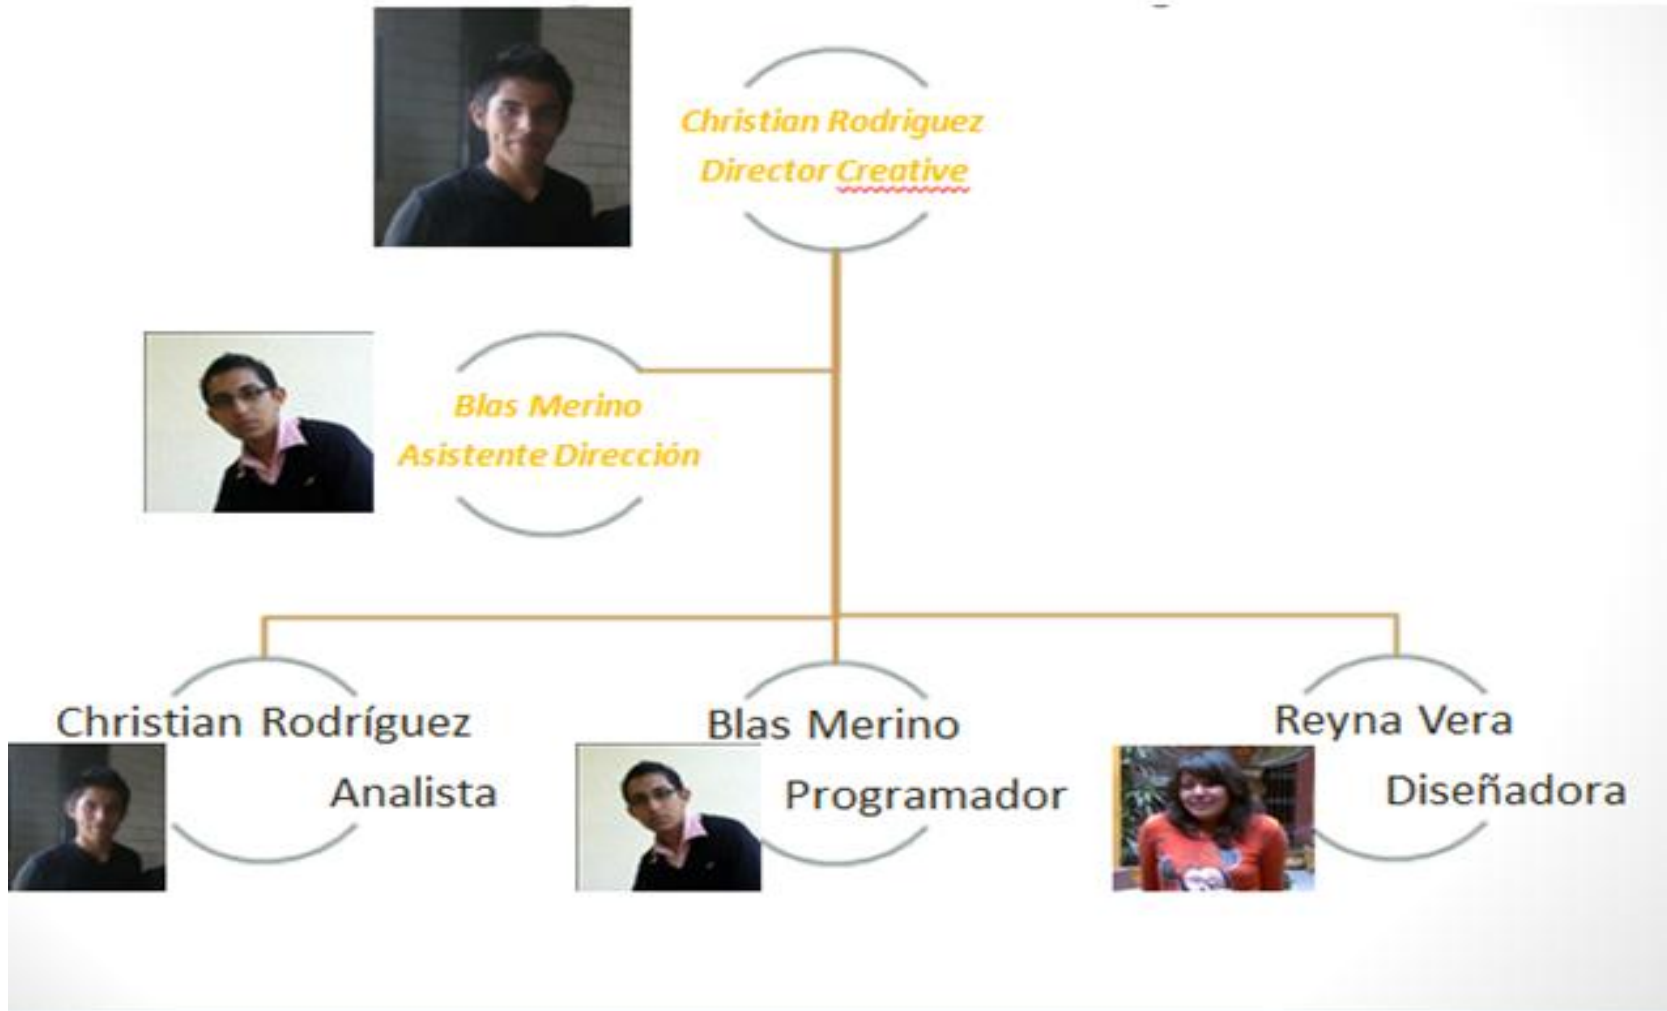 Christian Rodriguez
Director Creative
Blas Merino
Asistente Dirección
Christian Rodríguez
Analista
Blas Merino
Programador
Reyna Vera
Diseñadora